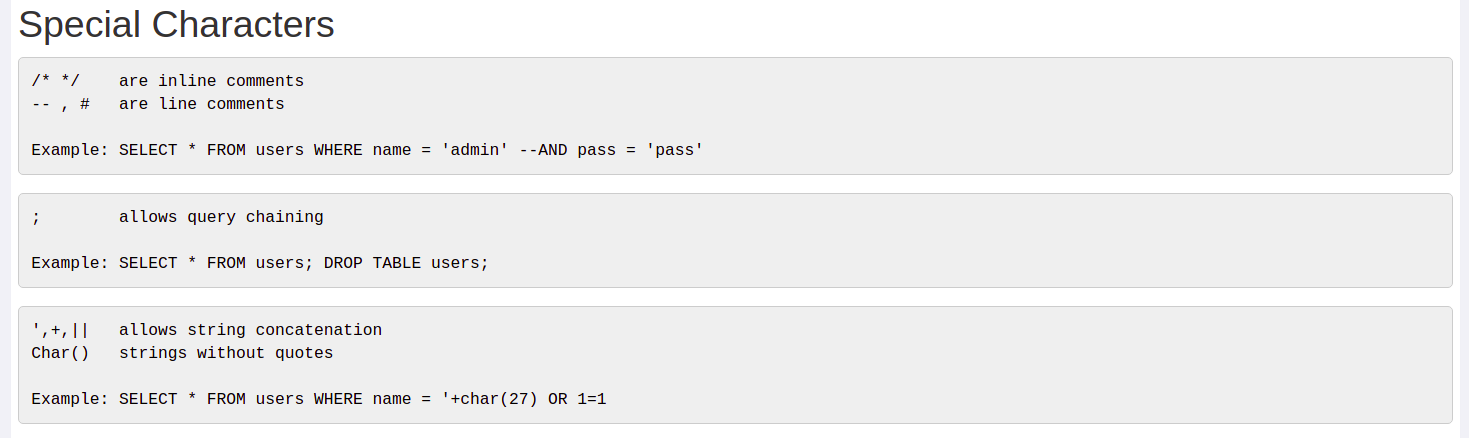 Special Characters
/* */    are inline comments
-- , #   are line comments
Example: SELECT * FROM users WHERE name = 'admin' --AND pass = 'pass'
;        allows query chaining
Example: SELECT * FROM users; DROP TABLE users;
',+,||   allows string concatenation
Char()   strings without quotes
Example: SELECT * FROM users WHERE name = '+char(27) OR 1=1